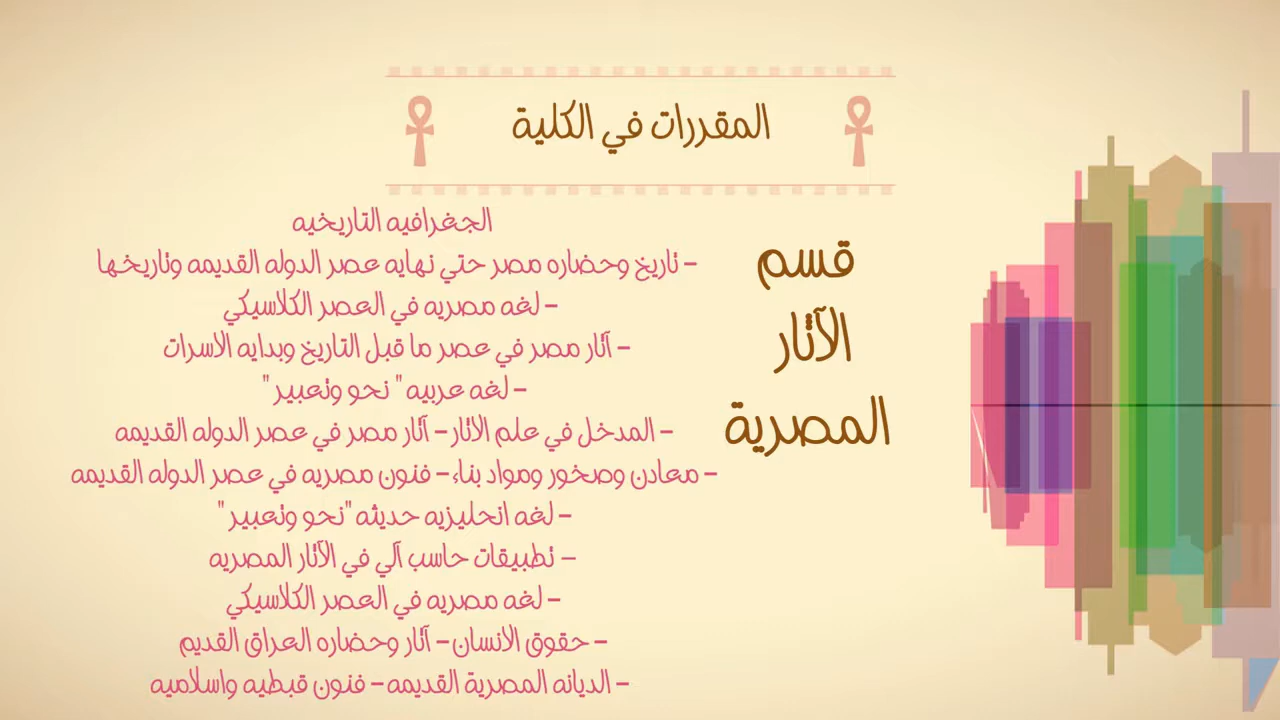 المقررات في الكلية
قسم
الآثار
المصرية
الجغرافيه التاريخيه
- تاريخ وحضاره مصر حتي نهايه عصر الدوله القديمه وتاريخها
- لغه مصريه في العصر الكلاسيكي
- آثار مصر في عصر ما قبل التاريخ وبدايه الاسرات
- لغه عربيه" نحو وتعبير"
- المدخل في علم الاثار- آثار مصر في عصر الدوله القديمه
- معادن وصخور ومواد بناء- فنون مصريه في عصر الدوله القديمه
- لغه انجليزيه حديثه"نحو وتعبير"
- تطبيقات حاسب آلي في الآثار المصريه
- لغه مصريه في العصر الكلاسيكي
- حقوق الانسان- آثار وحضاره العراق القديم
- الديانه المصرية القديمه- فنون قبطيه واسلاميه